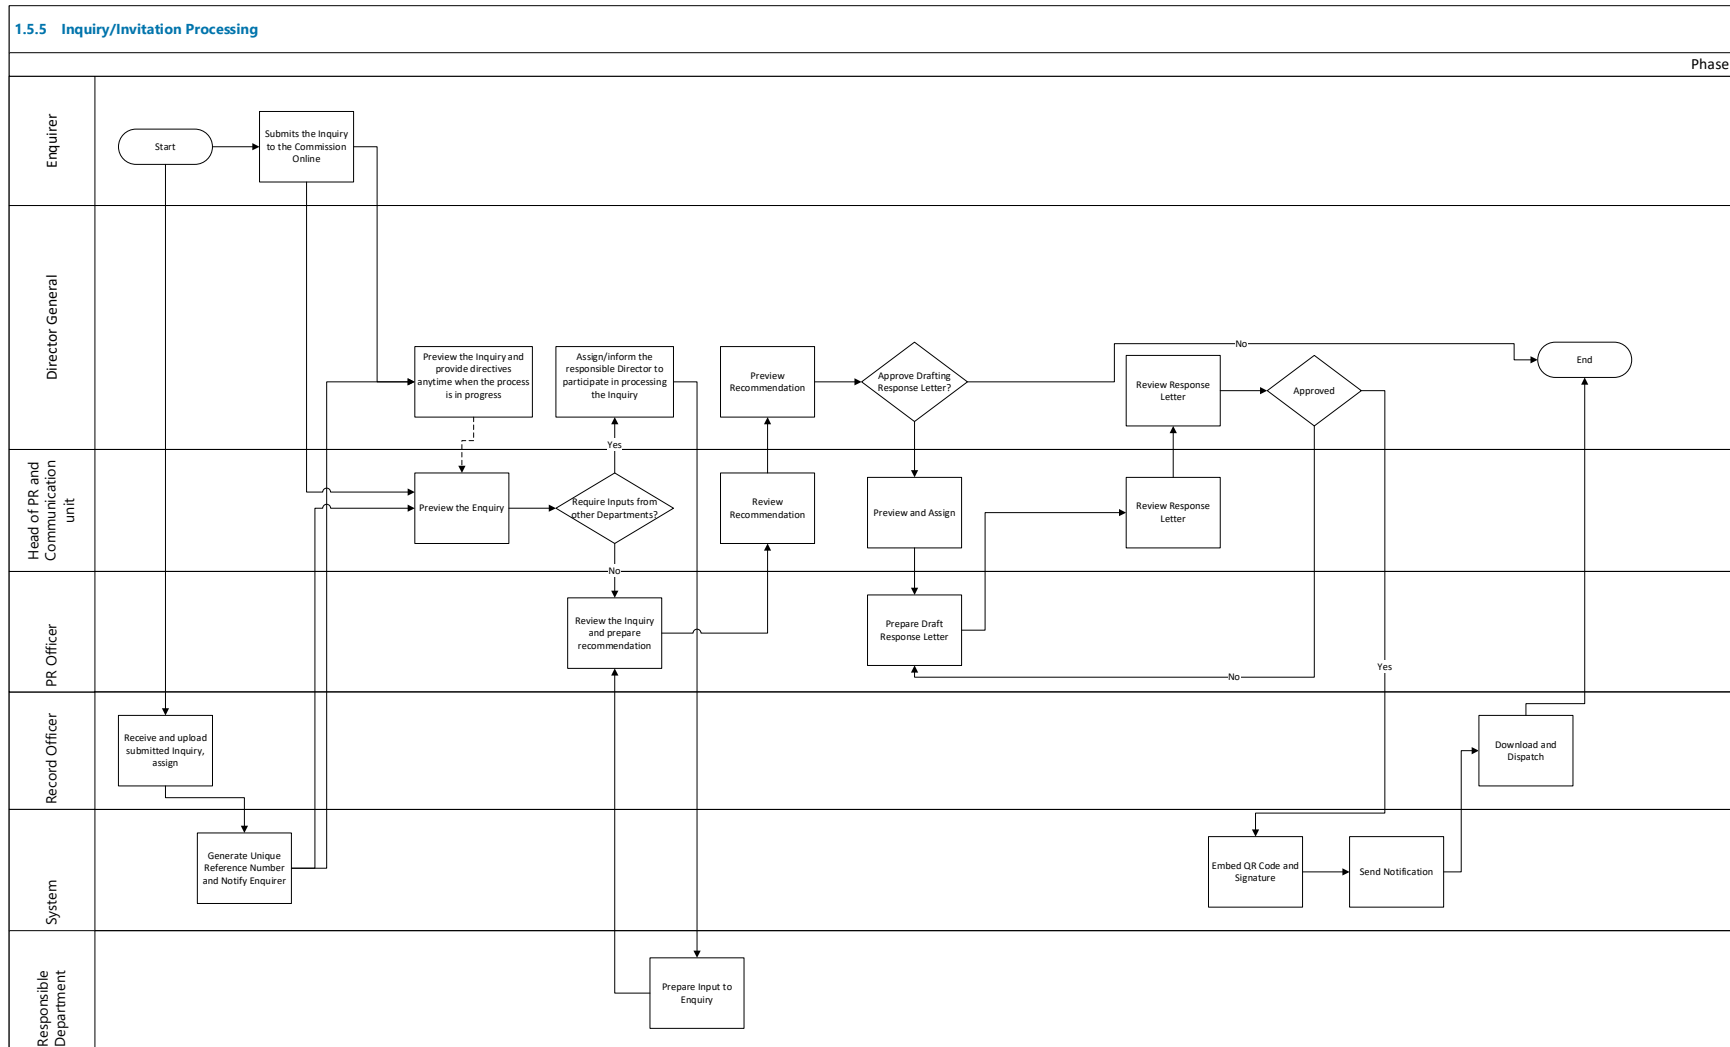 1.5.5 Inquiry/Invitation Processing
Phase
Enquirer
Start
Submits the Inquiry
to the Commission
Online
Director General
Preview the Inquiry and
provide directives
anytime when the process
is in progress
Assign/inform the
responsible Director to
participate in processing
the Inquiry
Preview
Recommendation
Approve Drafting
Response Letter?
No
Review Response
Letter
Approved
End
Yes
Head of PR and
Communication
unit
Preview the Enquiry
Require Inputs from
other Departments?
Review
Recommendation
Preview and Assign
Review Response
Letter
No
PR Officer
Review the Inquiry
and prepare
recommendation
Prepare Draft
Response Letter
Yes
No
Record Officer
Receive and upload
submitted Inquiry,
assign
Download and
Dispatch
System
Generate Unique
Reference Number
and Notify Enquirer
Embed QR Code and
Signature
Send Notification
Responsible
Department
Prepare Input to
Enquiry